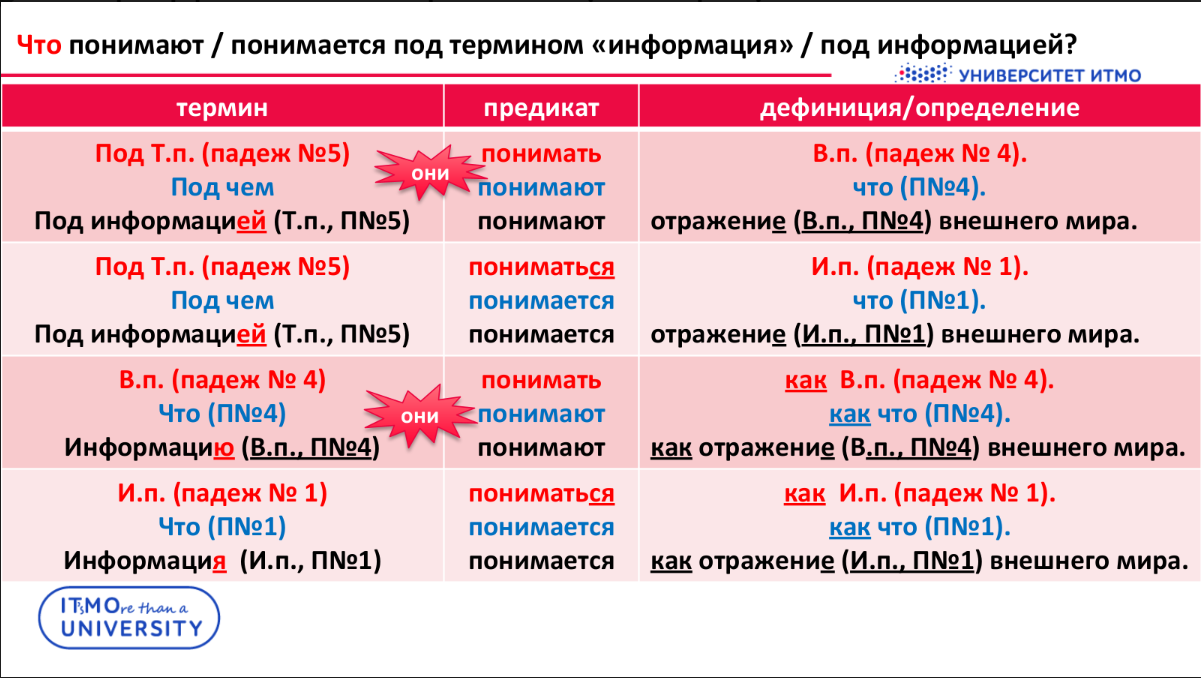 Что понимают / понимается под термином «информация» / под информацией?
УНИВЕРСИТЕТ ИТМО
термин предикат дефиниция/определение
Под Т.п. (падеж №5) понимать В.п. (падеж № 4).
они
Под чем понимают что (П№4).
Под информацией (Т.п., П№5) понимают отражение (В.п., П№4) внешнего мира.
Под Т.п. (падеж №5) пониматься И.п. (падеж № 1).
Под чем понимается что (П№1).
Под информацией (Т.п., П№5) понимается отражение (И.п., П№1) внешнего мира.
В.п. (падеж № 4) понимать как В.п. (падеж № 4).
Что (П№4) они понимают как что (П№4).
Информацию (В.п., П№4) понимают как отражение (В.п., П№4) внешнего мира.
И.п. (падеж № 1) пониматься как И.п. (падеж № 1).
Что (П№1) понимается как что (П№1).
Информация (И.п., П№1) понимается как отражение (И.п., П№1) внешнего мира.
IT'sMOre than a
UNIVERSITY